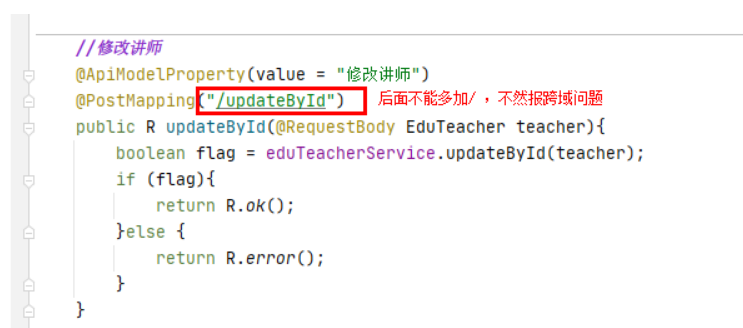 //修改讲师
@ApiModelProperty(value = "修改讲师")
@PostMapping("/updateById") 后面不能多加/ ，不然报跨域问题
public R updateById(@RequestBody EduTeacher teacher){
boolean flag = eduTeacherService.updateById(teacher);
if (flag){
return R.ok();
}else {
return R.error();
}
}